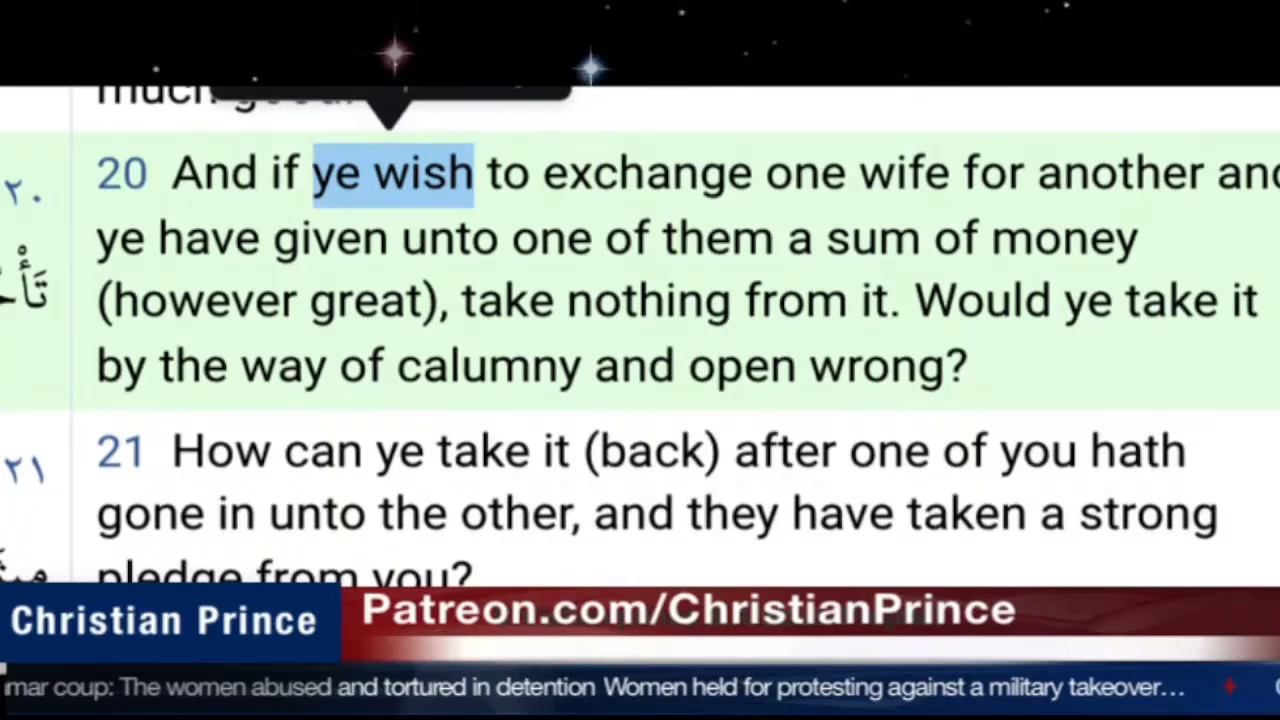 20 And if ye wish to exchange one wife for another and
ye have given unto one of them a sum of money
(however great), take nothing from it. Would ye take it
by the way of calumny and open wrong?
٢٠
21 How can ye take it (back) after one of you hath
gone in unto the other, and they have taken a strong
pledge from you?
٢١
Christian Prince
Patreon.com/ChristianPrince
mar coup: The women abused and tortured in detention Women held for protesting against a military takeover…